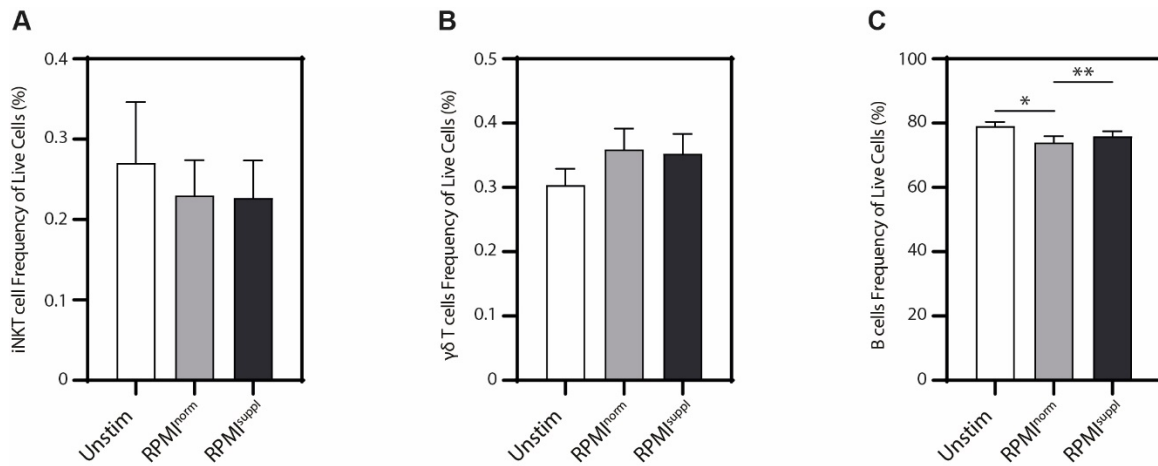 A
iNKT cell Frequency of Live Cells (%)
0.4
0.3
0.2
0.1
0
Unstim
RPMI^norm
RPMI^suppl
B
γδ T cells Frequency of Live Cells (%)
0.5
0.4
0.3
0.2
0.1
0
Unstim
RPMI^norm
RPMI^suppl
C
B cells Frequency of Live Cells (%)
100
80
60
40
20
0
*
**
Unstim
RPMI^norm
RPMI^suppl